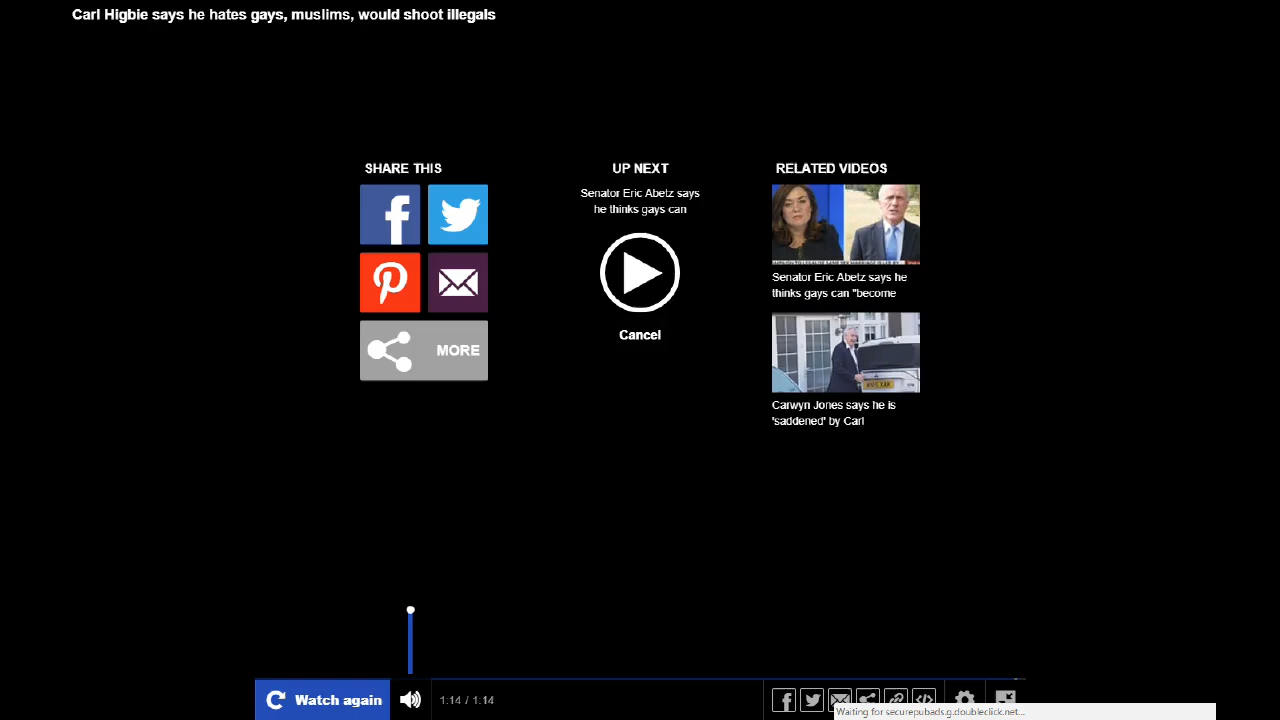 Carl Higbie says he hates gays, muslims, would shoot illegals
SHARE THIS
MORE
UP NEXT
Senator Eric Abetz says
he thinks gays can
Cancel
RELATED VIDEOS
Senator Eric Abetz says he
thinks gays can "become
Carwyn Jones says he is
'saddened' by Carl
Watch again
1:14 / 1:14
Waiting for securepubads.g.doubleclick.net...